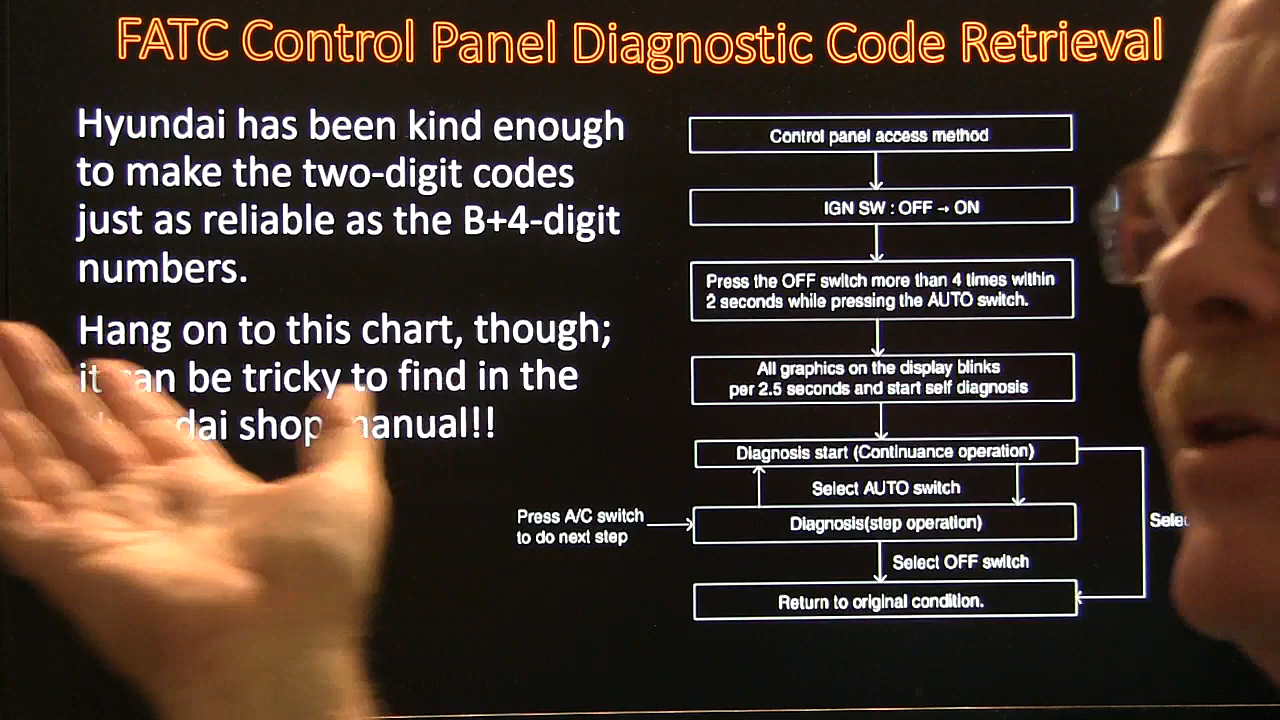 FATC Control Panel Diagnostic Code Retrieval
Hyundai has been kind enough
to make the two-digit codes
just as reliable as the B+4-digit
numbers.
Hang on to this chart, though;
it can be tricky to find in the
shop manual!!
Control panel access method
IGN SW : OFF → ON
Press the OFF switch more than 4 times within
2 seconds while pressing the AUTO switch.
All graphics on the display blinks
per 2.5 seconds and start self diagnosis
Diagnosis start (Continuance operation)
Select AUTO switch
Press A/C switch
to do next step
Diagnosis(step operation)
Select OFF switch
Return to original condition.